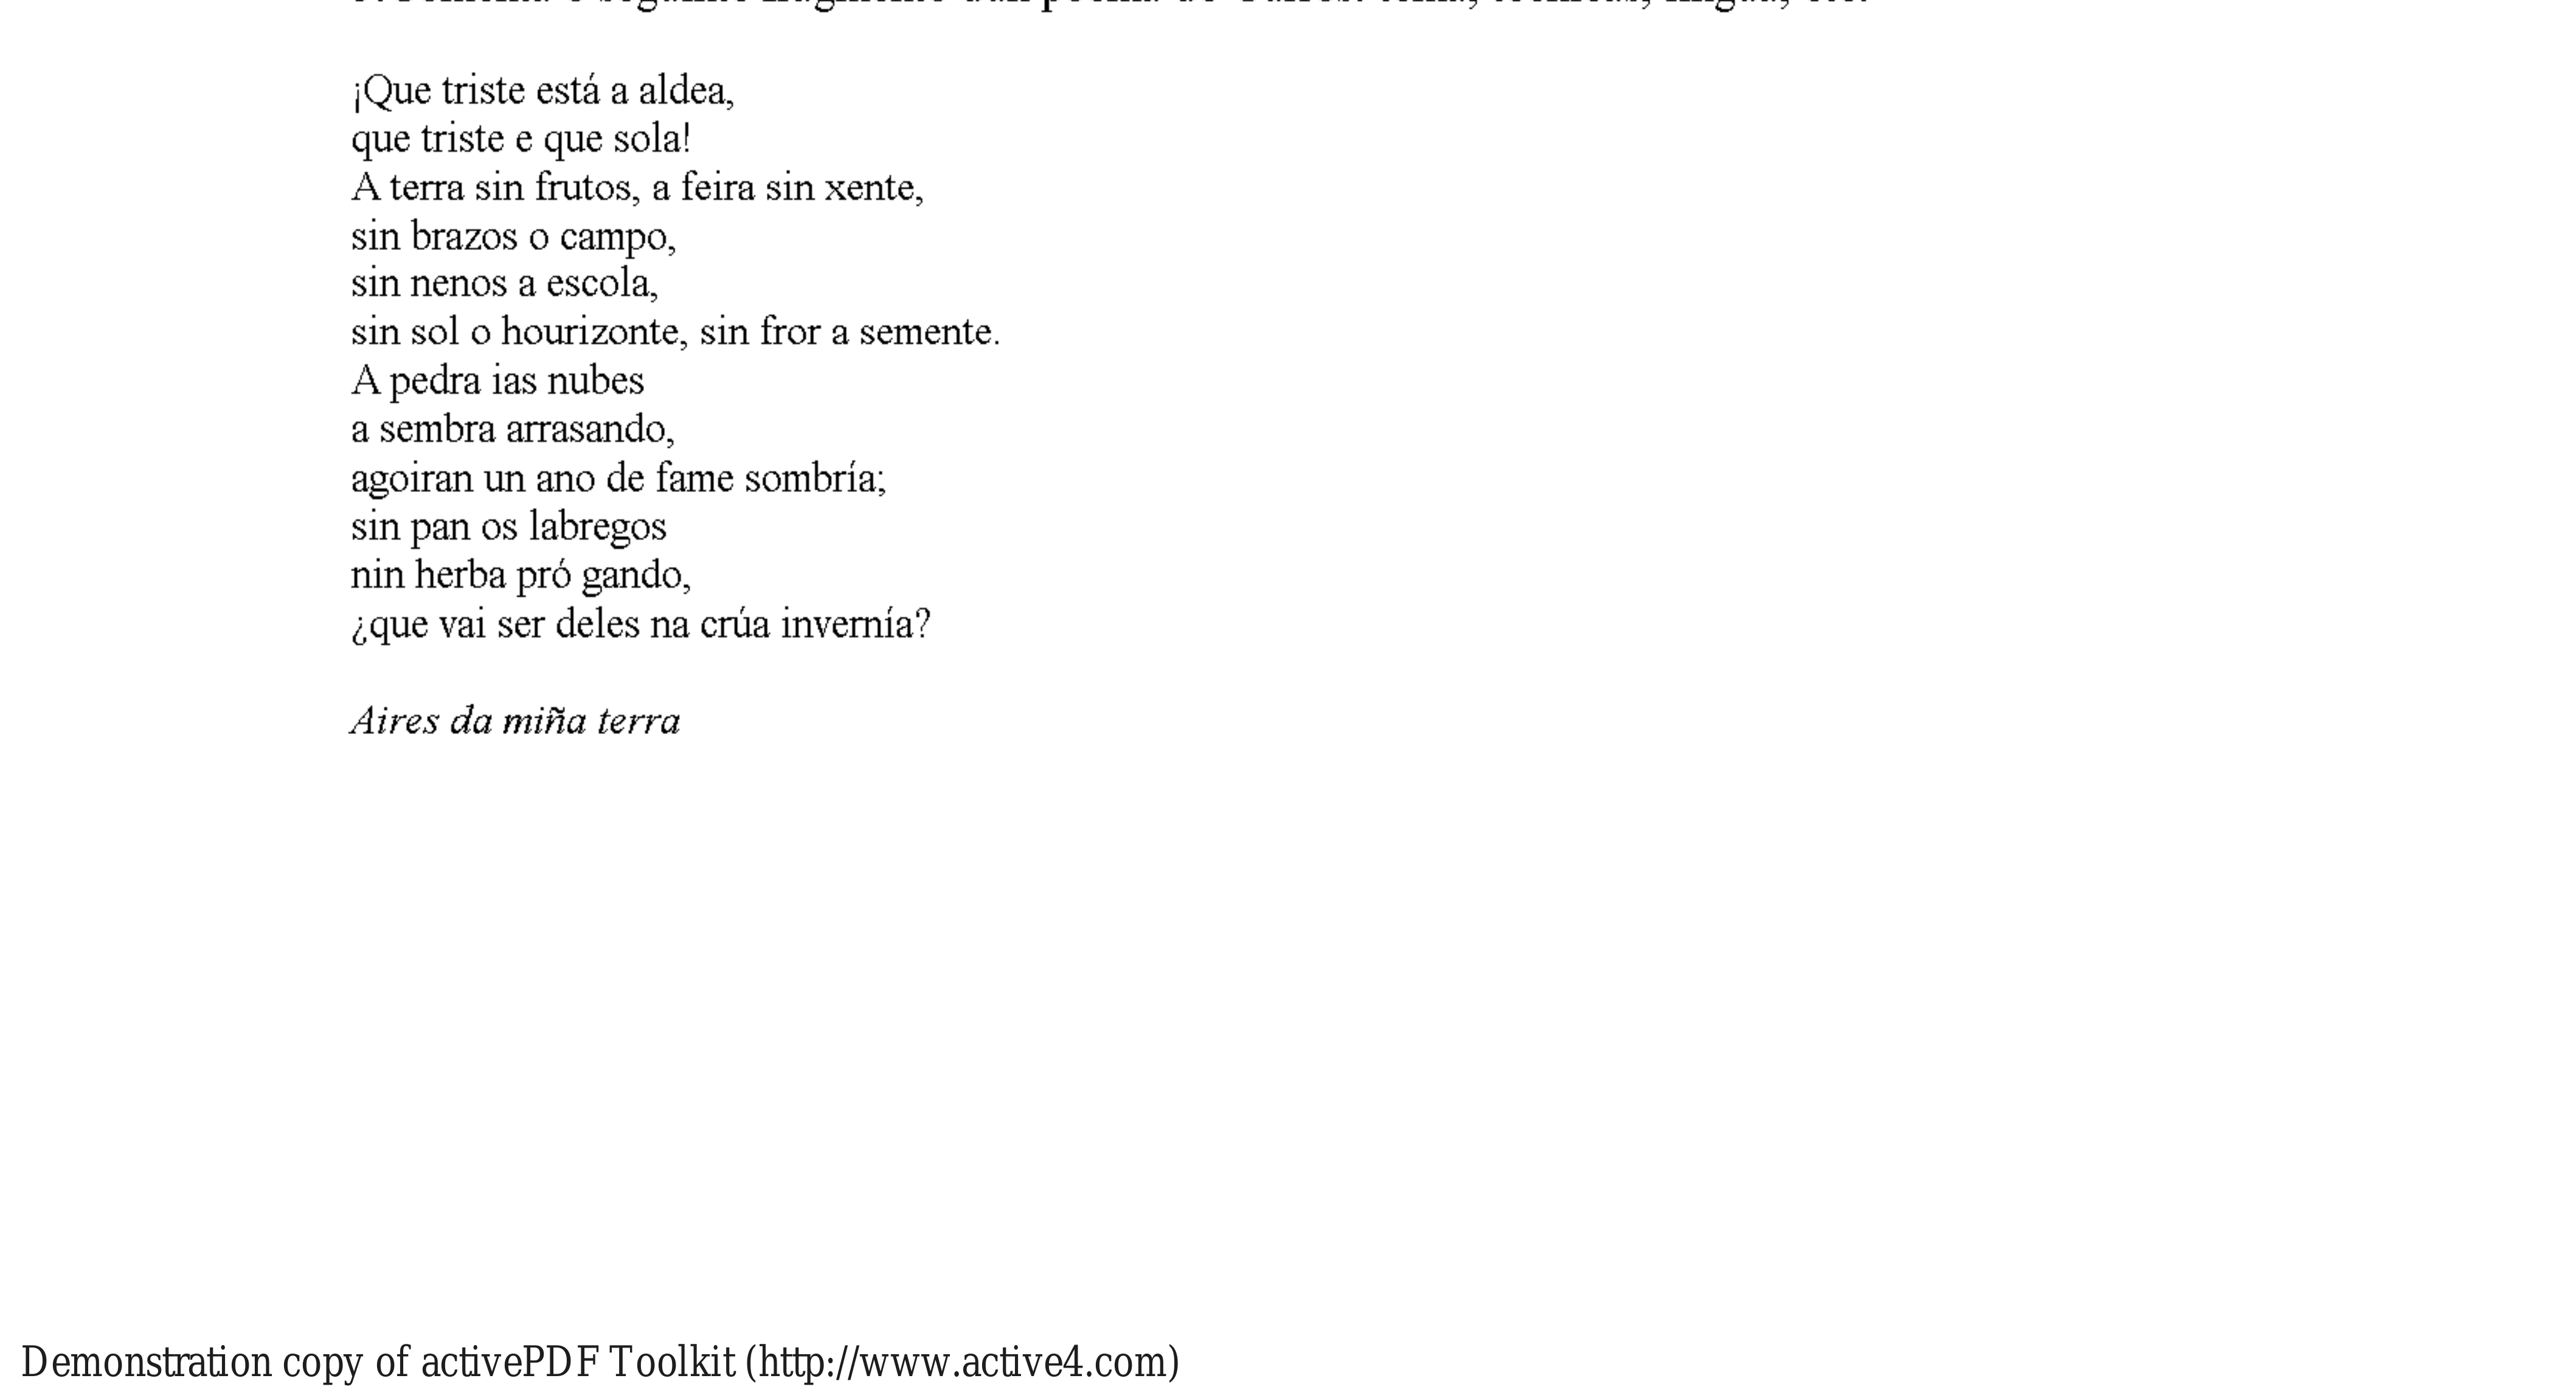 ¡Que triste está a aldea,
que triste e que sola!
A terra sin frutos, a feira sin xente,
sin brazos o campo,
sin nenos a escola,
sin sol o hourizonte, sin fror a semente.
A pedra ias nubes
a sembra arrasando,
agoiran un ano de fame sombría;
sin pan os labregos
nin herba pró gando,
¿que vai ser deles na crúa invernía?
Aires da miña terra
Demonstration copy of activePDF Toolkit (http://www.active4.com)